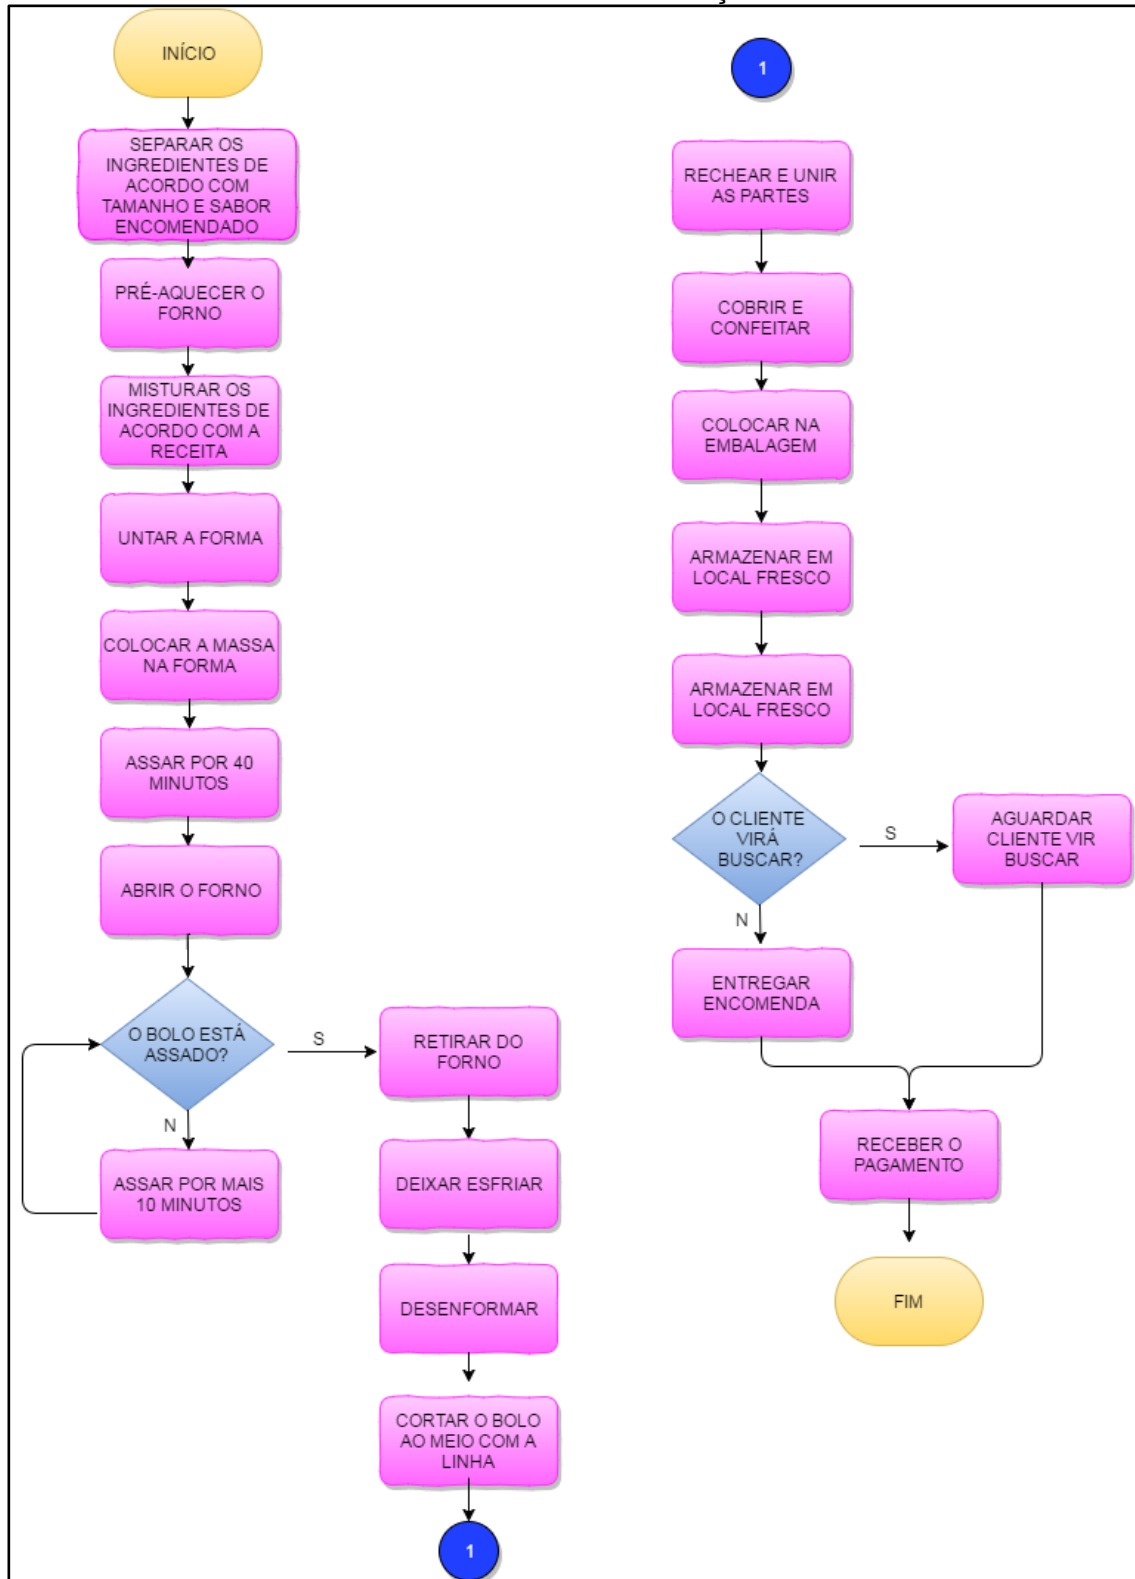 INÍCIO
SEPARAR OS
INGREDIENTES DE
ACORDO COM
TAMANHO E SABOR
ENCOMENDADO
PRÉ-AQUECER O
FORNO
MISTURAR OS
INGREDIENTES DE
ACORDO COM A
RECEITA
UNTAR A FORMA
COLOCAR A MASSA
NA FORMA
ASSAR POR 40
MINUTOS
ABRIR O FORNO
O BOLO ESTÁ
ASSADO?
S
N
ASSAR POR MAIS
10 MINUTOS
RETIRAR DO
FORNO
DEIXAR ESFRIAR
DESENFORMAR
CORTAR O BOLO
AO MEIO COM A
LINHA
1
1
RECHEAR E UNIR
AS PARTES
COBRIR E
CONFEITAR
COLOCAR NA
EMBALAGEM
ARMAZENAR EM
LOCAL FRESCO
ARMAZENAR EM
LOCAL FRESCO
O CLIENTE
VIRÁ
BUSCAR?
S
AGUARDAR
CLIENTE VIR
BUSCAR
N
ENTREGAR
ENCOMENDA
RECEBER O
PAGAMENTO
FIM